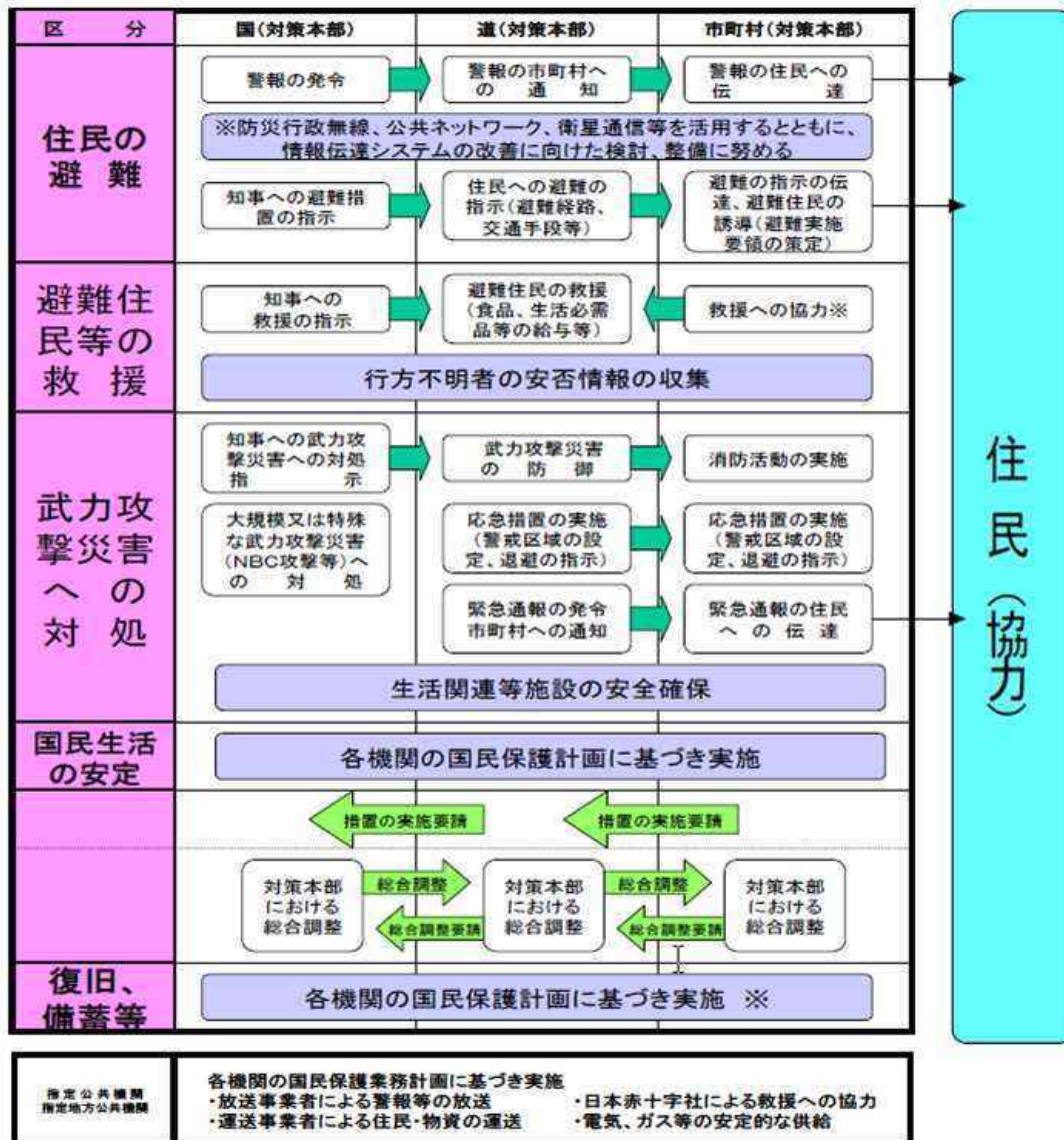 区 分
国(対策本部)
道(対策本部)
市町村(対策本部)
住民の
避 難
警報の発令
警報の市町村へ
の 通 知
警報の住民への
伝 達
※防災行政無線、公共ネットワーク、衛星通信等を活用するとともに、
情報伝達システムの改善に向けた検討、整備に努める
知事への避難措
置の指示
住民への避難の
指示(避難経路、
交通手段等)
避難の指示の伝
達、避難住民の
誘導(避難実施
要領の策定)
避難住
民等の
救 援
知事への
救援の指示
避難住民の救援
(食品、生活必需
品等の給与等)
救援への協力※
行方不明者の安否情報の収集
武力攻
撃災害
へ の
対 処
知事への武力攻
撃災害への対処
指 示
武力攻撃災害
の 防 御
消防活動の実施
大規模又は特殊
な武力攻撃災害
(NBC攻撃等)へ
の 対 処
応急措置の実施
(警戒区域の設
定、退避の指示)
応急措置の実施
(警戒区域の設
定、退避の指示)
緊急通報の発令
市町村への通知
緊急通報の住民
へ の 伝 達
生活関連等施設の安全確保
国民生活
の安定
各機関の国民保護計画に基づき実施
措置の実施要請
措置の実施要請
対策本部
における
総合調整
総合調整
総合調整要請
対策本部
における
総合調整
総合調整
総合調整要請
対策本部
における
総合調整
復旧、
備蓄等
各機関の国民保護計画に基づき実施 ※
住民(協力)
指定公共機関
指定地方公共機関
各機関の国民保護業務計画に基づき実施
・放送事業者による警報等の放送
・日本赤十字社による救援への協力
・運送事業者による住民・物資の運送
・電気、ガス等の安定的な供給